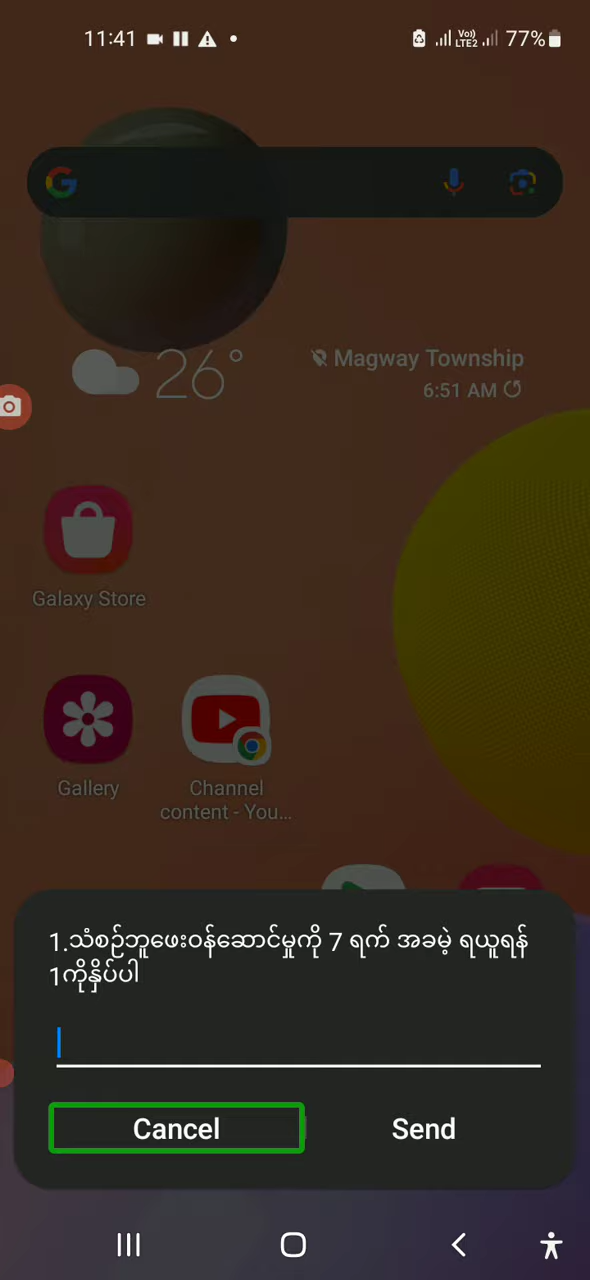 11:41
Vo)) LTE2 77%
26°
Magway Township
6:51 AM
Galaxy Store
Gallery
Channel content - You...
1.သံစဉ်ဘူဖေးဝန်ဆောင်မှုကို 7 ရက် အခမဲ့ ရယူရန်
1ကိုနှိပ်ပါ
Cancel Send